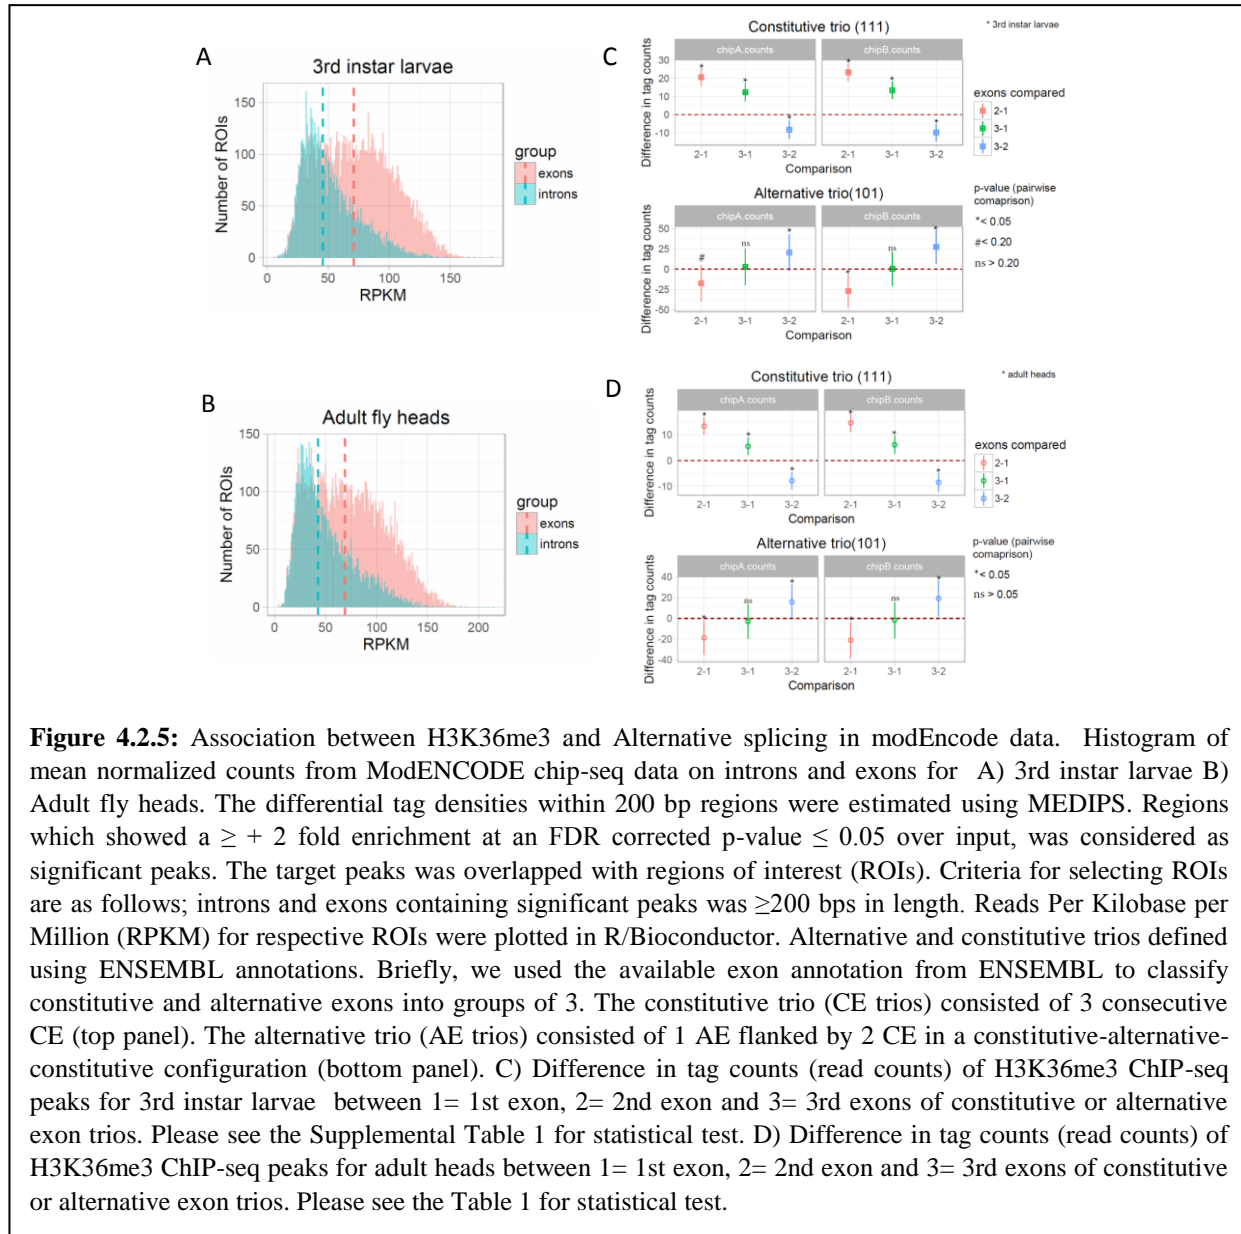 A
3rd instar larvae
Number of ROIs
150
100
50
0
0 50 100 150
RPKM
group
exons
introns
C
Constitutive trio (111)
* 3rd instar larvae
chipA.counts chipB.counts
Difference in tag counts
30
20
10
0
-10
* * * * * *
2-1 3-1 3-2 2-1 3-1 3-2
Comparison
exons compared
2-1
3-1
3-2
Alternative trio(101)
chipA.counts chipB.counts
Difference in tag counts
50
25
0
-25
-50
# ns * * ns *
2-1 3-1 3-2 2-1 3-1 3-2
Comparison
p-value (pairwise
comaprison)
*< 0.05
#< 0.20
ns > 0.20
B
Adult fly heads
Number of ROIs
150
100
50
0
0 50 100 150 200
RPKM
group
exons
introns
D
Constitutive trio (111)
* adult heads
chipA.counts chipB.counts
Difference in tag counts
10
0
-10
* * * * * *
2-1 3-1 3-2 2-1 3-1 3-2
Comparison
exons compared
2-1
3-1
3-2
Alternative trio(101)
chipA.counts chipB.counts
Difference in tag counts
40
20
0
-20
-40
* ns * * ns *
2-1 3-1 3-2 2-1 3-1 3-2
Comparison
p-value (pairwise
comaprison)
*< 0.05
ns > 0.05
Figure 4.2.5: Association between H3K36me3 and Alternative splicing in modEncode data. Histogram of
mean normalized counts from ModENCODE chip-seq data on introns and exons for A) 3rd instar larvae B)
Adult fly heads. The differential tag densities within 200 bp regions were estimated using MEDIPS. Regions
which showed a ≥ + 2 fold enrichment at an FDR corrected p-value ≤ 0.05 over input, was considered as
significant peaks. The target peaks was overlapped with regions of interest (ROIs). Criteria for selecting ROIs
are as follows; introns and exons containing significant peaks was ≥200 bps in length. Reads Per Kilobase per
Million (RPKM) for respective ROIs were plotted in R/Bioconductor. Alternative and constitutive trios defined
using ENSEMBL annotations. Briefly, we used the available exon annotation from ENSEMBL to classify
constitutive and alternative exons into groups of 3. The constitutive trio (CE trios) consisted of 3 consecutive
CE (top panel). The alternative trio (AE trios) consisted of 1 AE flanked by 2 CE in a constitutive-alternative-
constitutive configuration (bottom panel). C) Difference in tag counts (read counts) of H3K36me3 ChIP-seq
peaks for 3rd instar larvae between 1= 1st exon, 2= 2nd exon and 3= 3rd exons of constitutive or alternative
exon trios. Please see the Supplemental Table 1 for statistical test. D) Difference in tag counts (read counts) of
H3K36me3 ChIP-seq peaks for adult heads between 1= 1st exon, 2= 2nd exon and 3= 3rd exons of constitutive
or alternative exon trios. Please see the Table 1 for statistical test.